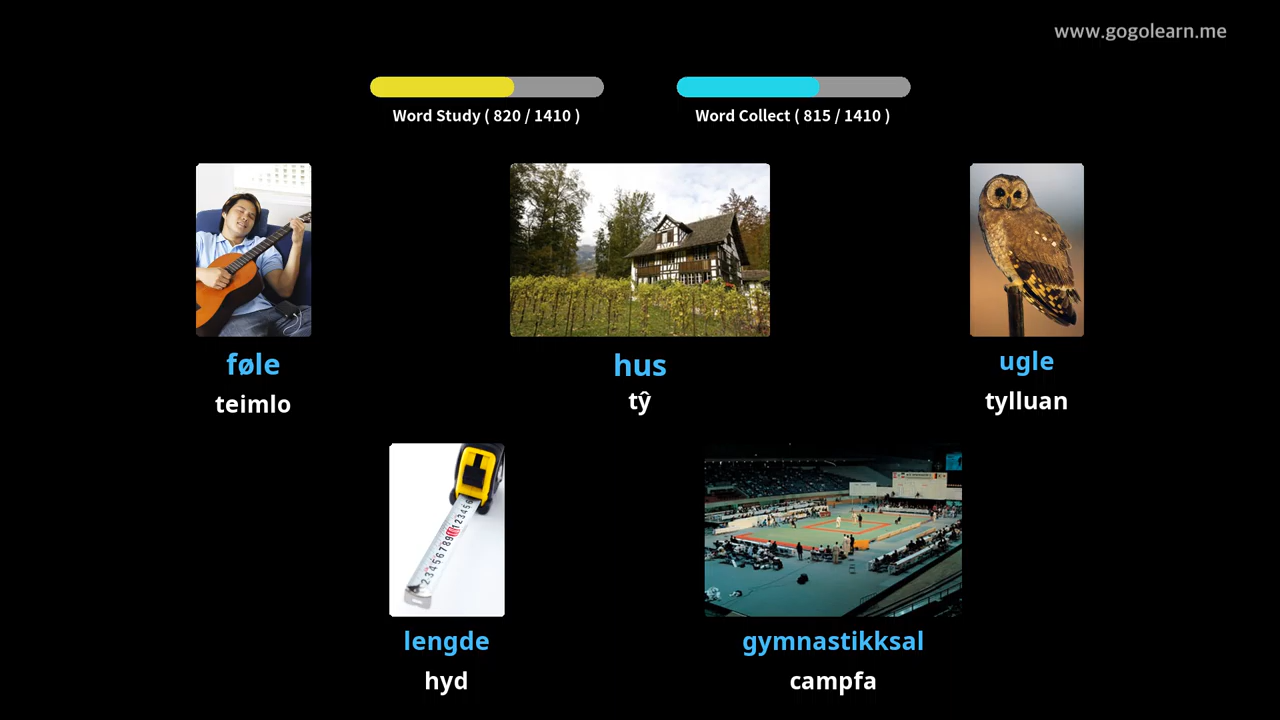 www.gogolearn.me
Word Study ( 820 / 1410 )
Word Collect ( 815 / 1410 )
føle
teimlo
hus
tŷ
ugle
tylluan
lengde
hyd
gymnastikksal
campfa